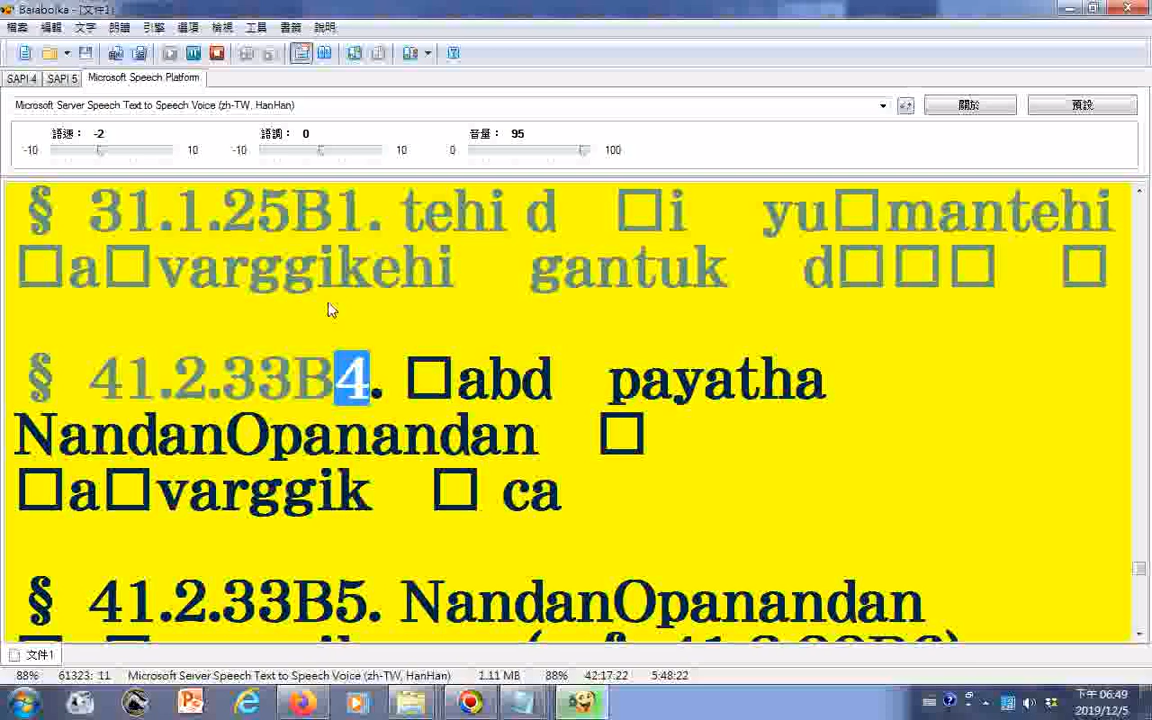 Balabolka - [文件1]
檔案 編輯 文字 朗讀 引擎 選項 檢視 工具 書籤 說明
SAPI 4 SAPI 5 Microsoft Speech Platform
Microsoft Server Speech Text to Speech Voice (zh-TW, HanHan) 關於 預設
語速： -2 語調： 0 音量： 95
-10 10 -10 10 0 100
§ 31.1.25B1. tehi d □i yu□mantehi
□a□varggikehi gantuk d□□□ □
§ 41.2.33B4. □abd payatha
NandanOpanandan □
□a□varggik □ ca
§ 41.2.33B5. NandanOpanandan
文件1
88% 61323: 11 Microsoft Server Speech Text to Speech Voice (zh-TW, HanHan) 1.11 MB 88% 42:17:22 5:48:22
下午 06:49
2019/12/5